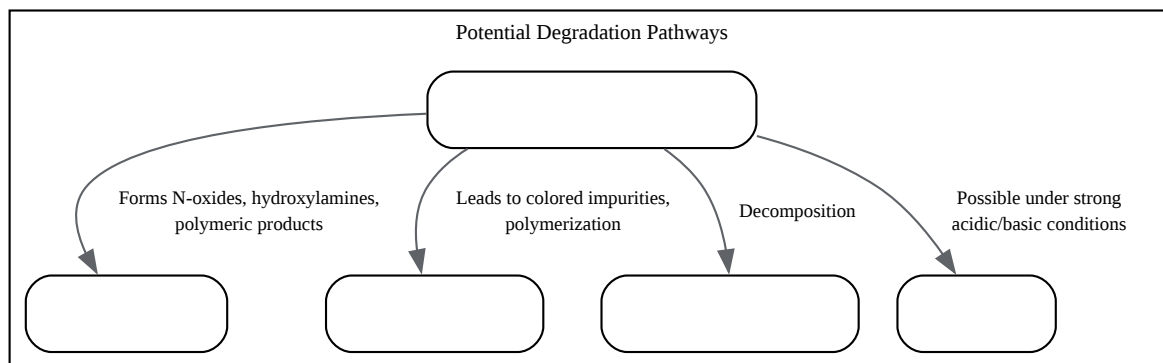 Potential Degradation Pathways
Forms N-oxides, hydroxylamines,
polymeric products
Leads to colored impurities,
polymerization
Decomposition
Possible under strong
acidic/basic conditions